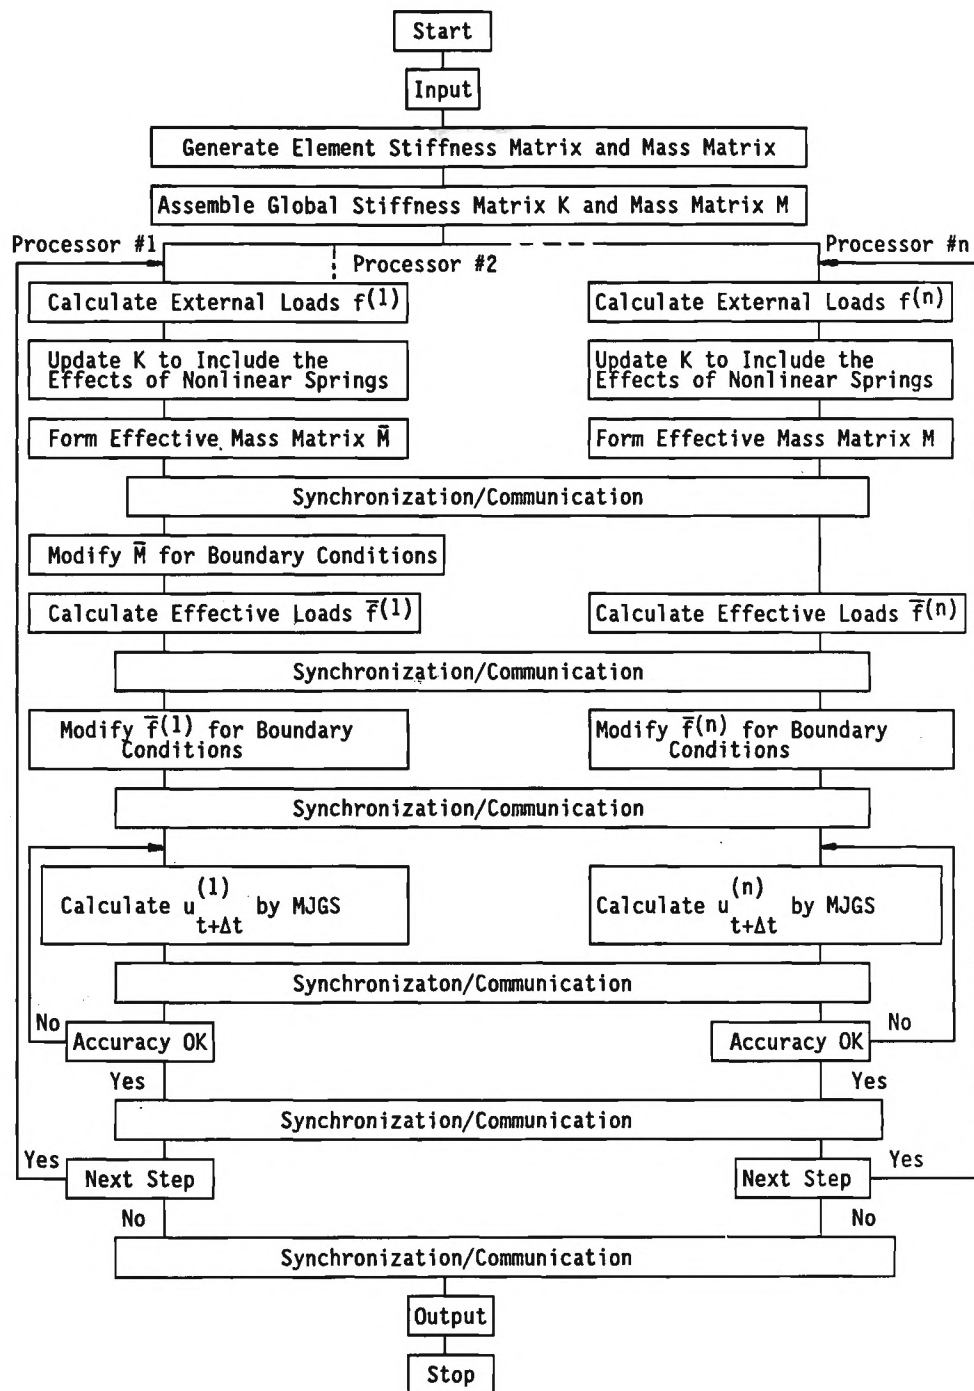 Start
Input
Generate Element Stiffness Matrix and Mass Matrix
Assemble Global Stiffness Matrix K and Mass Matrix M
Processor #1
Processor #n
Processor #2
Calculate External Loads f(1)
Calculate External Loads f(n)
Update K to Include the
Effects of Nonlinear Springs
Update K to Include the
Effects of Nonlinear Springs
Form Effective Mass Matrix M̄
Form Effective Mass Matrix M
Synchronization/Communication
Modify M̄ for Boundary Conditions
Calculate Effective Loads f̄(1)
Calculate Effective Loads f̄(n)
Synchronization/Communication
Modify f̄(1) for Boundary
Conditions
Modify f̄(n) for Boundary
Conditions
Synchronization/Communication
Calculate u(1)t+Δt by MJGS
Calculate u(n)t+Δt by MJGS
Synchronizaton/Communication
No
Accuracy OK
Accuracy OK
No
Yes
Yes
Synchronization/Communication
Yes
Next Step
Next Step
Yes
No
No
Synchronization/Communication
Output
Stop